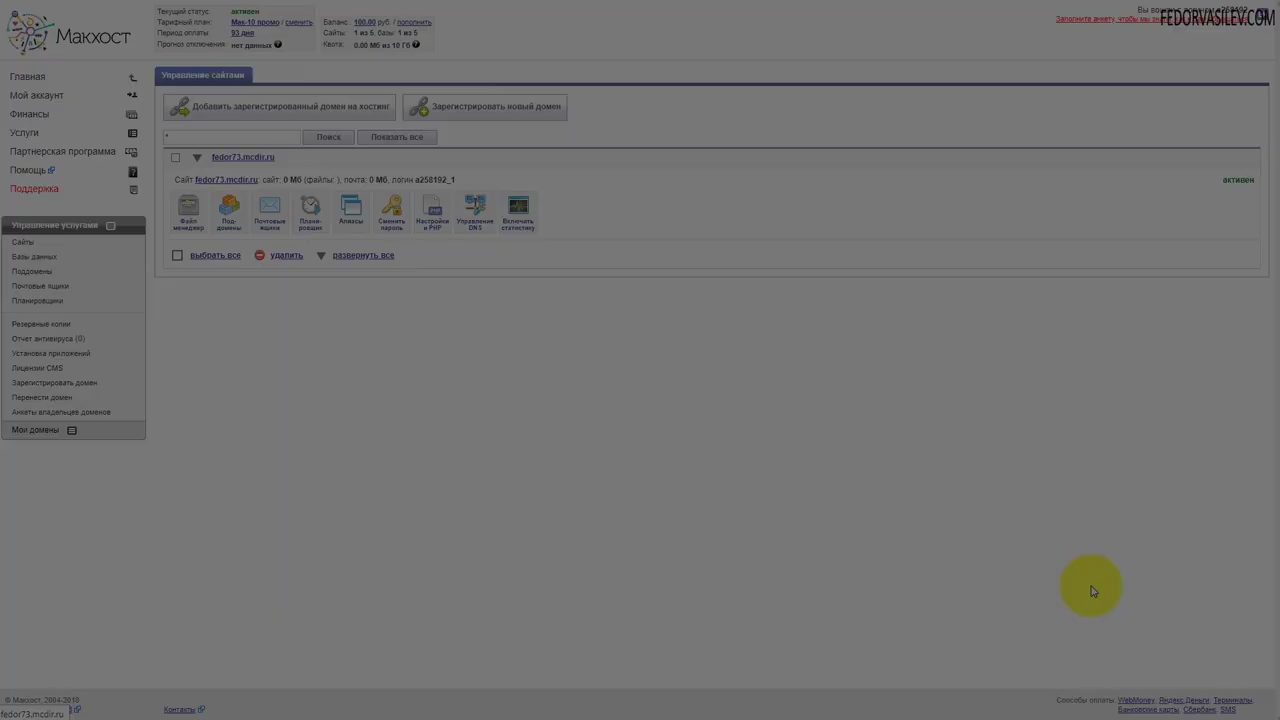 Макхост
Текущий статус: активен
Тарифный план: Мак-10 промо / сменить
Период оплаты: 93 дня
Прогноз отключения: нет данных ?
Баланс: 100.00 руб. / пополнить
Сайты: 1 из 5, базы: 1 из 5
Квота: 0.00 Мб из 10 Гб ?
FEDORVASILEV.COM
Главная
Мой аккаунт
Финансы
Услуги
Партнерская программа
Помощь
Поддержка
Управление услугами
Сайты
Базы данных
Поддомены
Почтовые ящики
Планировщики
Резервные копии
Отчет антивируса (0)
Установка приложений
Лицензии CMS
Зарегистрировать домен
Перенести домен
Анкеты владельцев доменов
Мои домены
Управление сайтами
Добавить зарегистрированный домен на хостинг
Зарегистрировать новый домен
* Поиск Показать все
fedor73.mcdir.ru
Сайт fedor73.mcdir.ru: сайт: 0 Мб (файлы: ), почта: 0 Мб, логин a258192_1 активен
Файл менеджер
Под-домены
Почтовые ящики
Плани-ровщик
Алиасы
Сменить пароль
Настройки PHP
Управление DNS
Включить статистику
выбрать все удалить развернуть все
© Макхост, 2004-2018
fedor73.mcdir.ru
Контакты
Способы оплаты: WebMoney, Яндекс.Деньги, Терминалы,
Банковские карты, Сбербанк, SMS